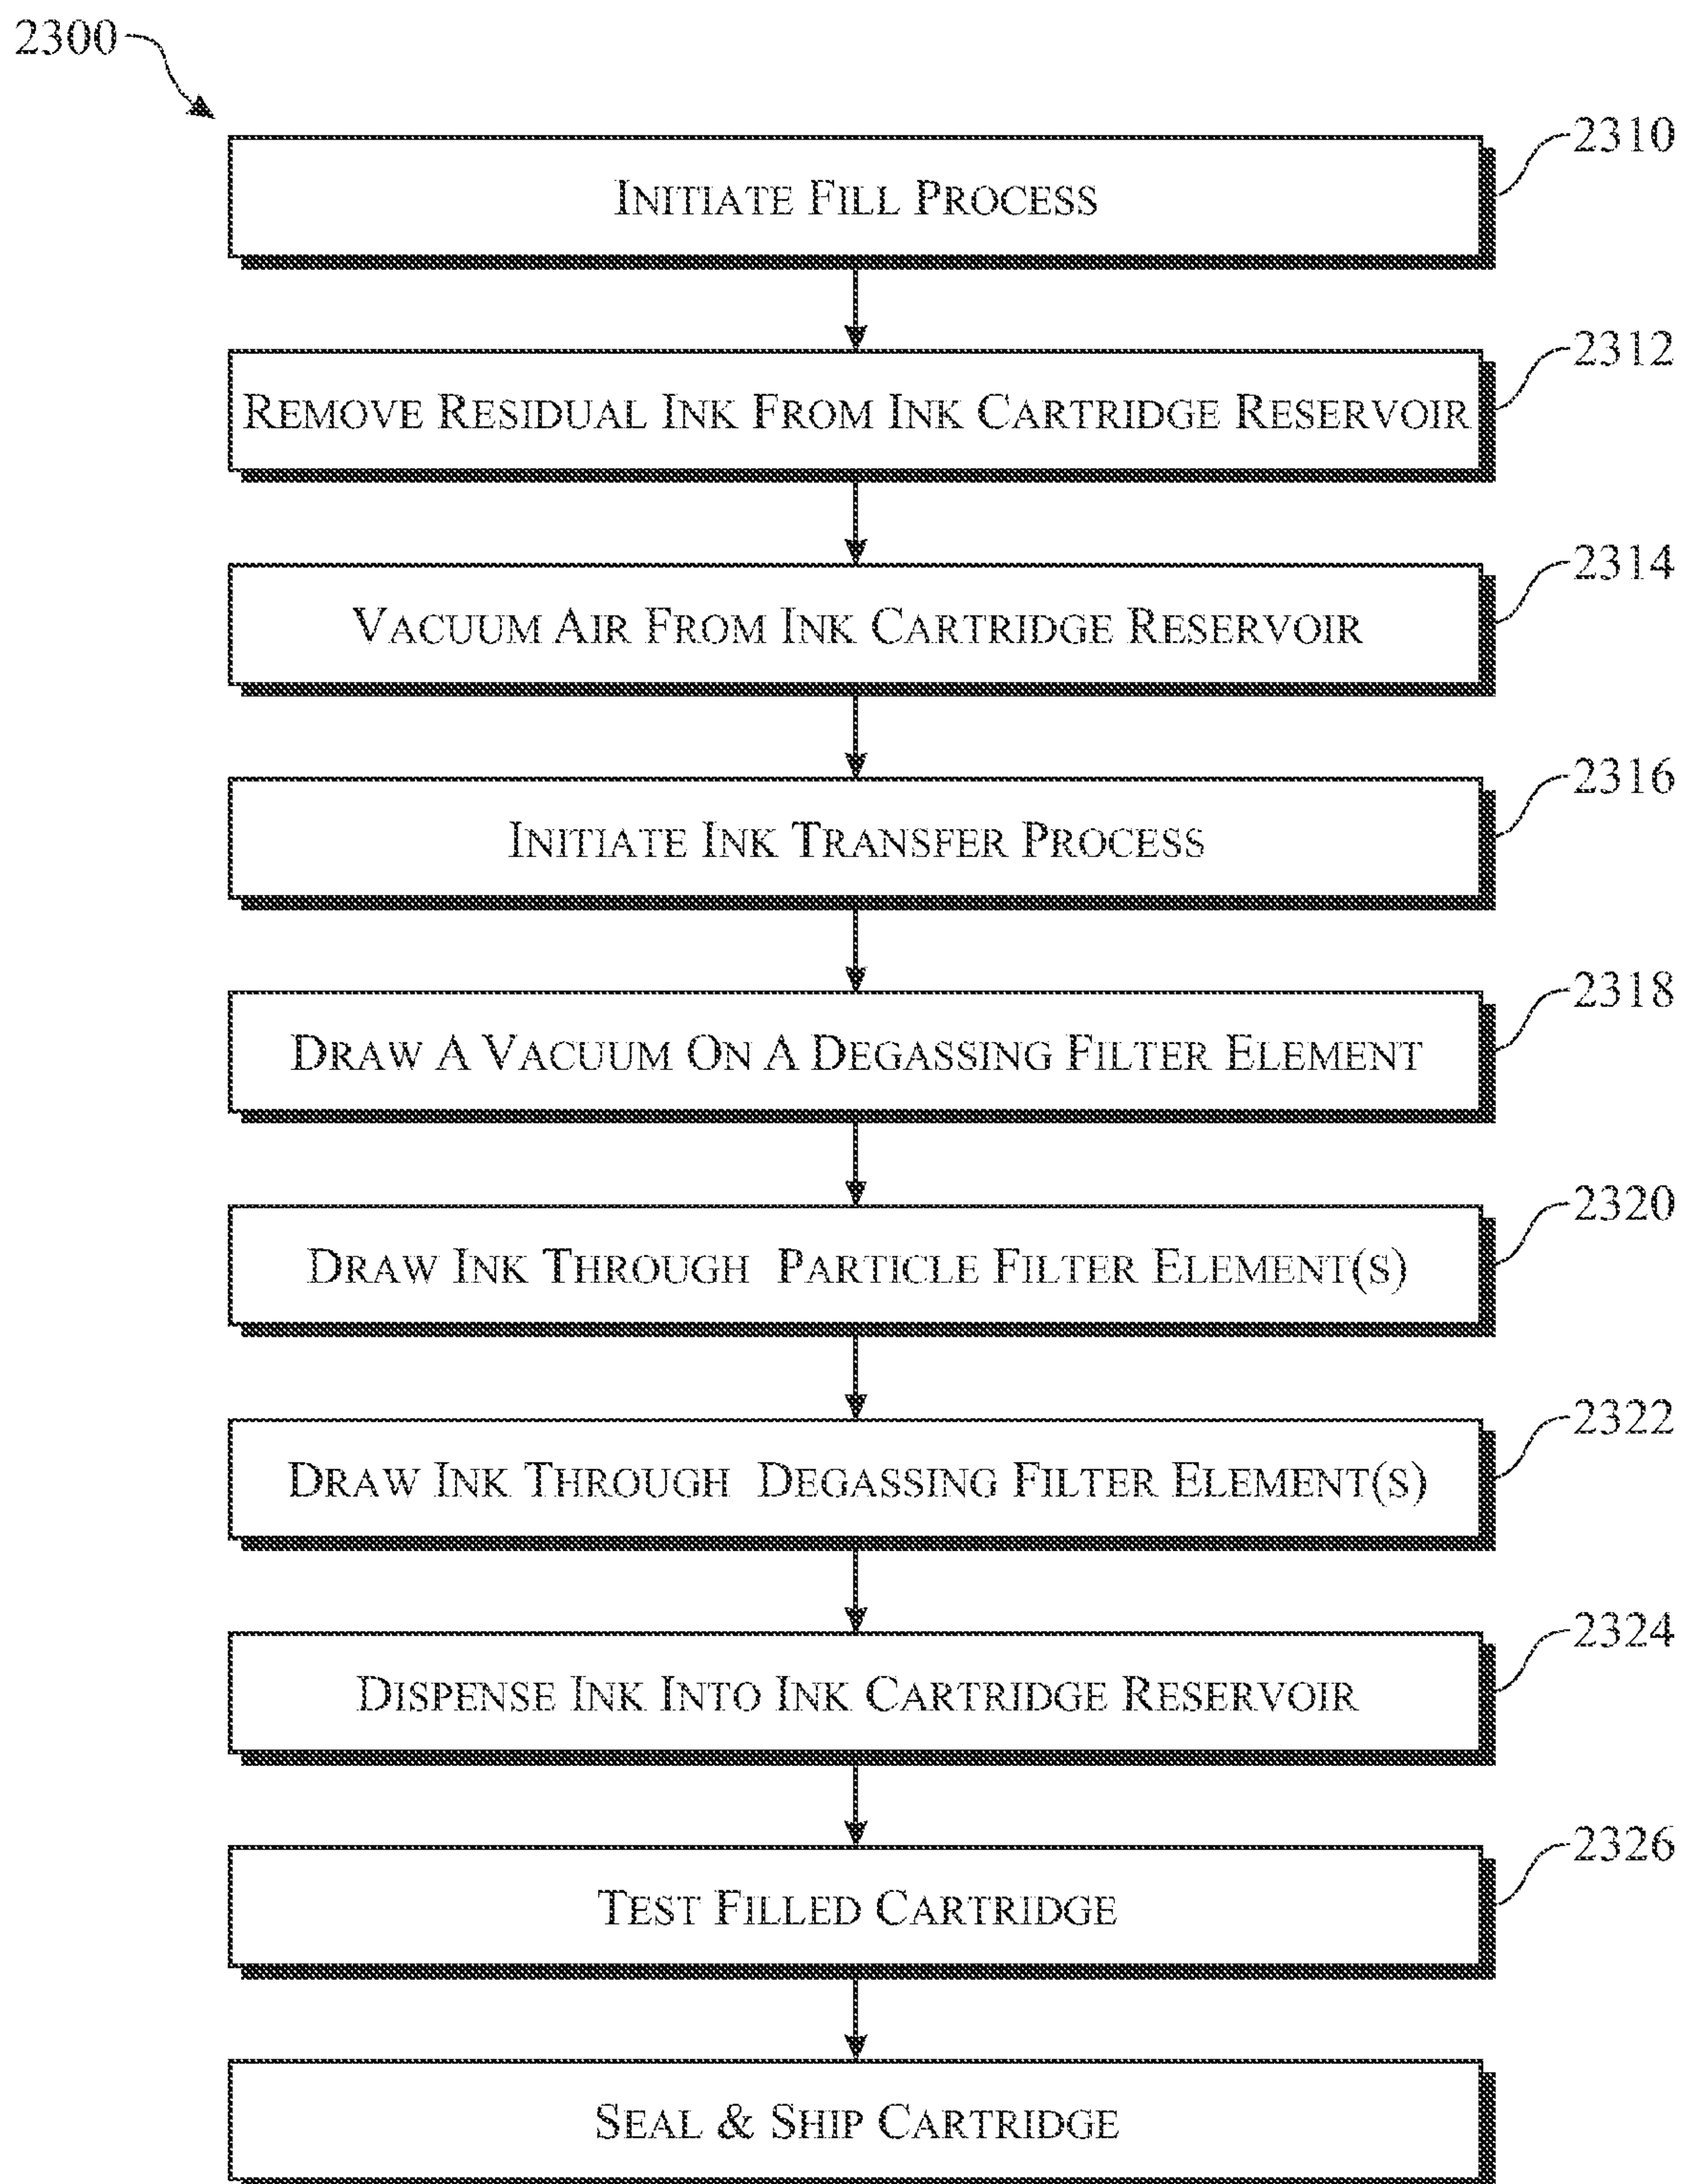 2300
2310
INITIATE FILL PROCESS
2312
REMOVE RESIDUAL INK FROM INK CARTRIDGE RESERVOIR
2314
VACUUM AIR FROM INK CARTRIDGE RESERVOIR
2316
INITIATE INK TRANSFER PROCESS
2318
DRAW A VACUUM ON A DEGASSING FILTER ELEMENT
2320
DRAW INK THROUGH PARTICLE FILTER ELEMENT(S)
2322
DRAW INK THROUGH DEGASSING FILTER ELEMENT(S)
2324
DISPENSE INK INTO INK CARTRIDGE RESERVOIR
2326
TEST FILLED CARTRIDGE
SEAL & SHIP CARTRIDGE